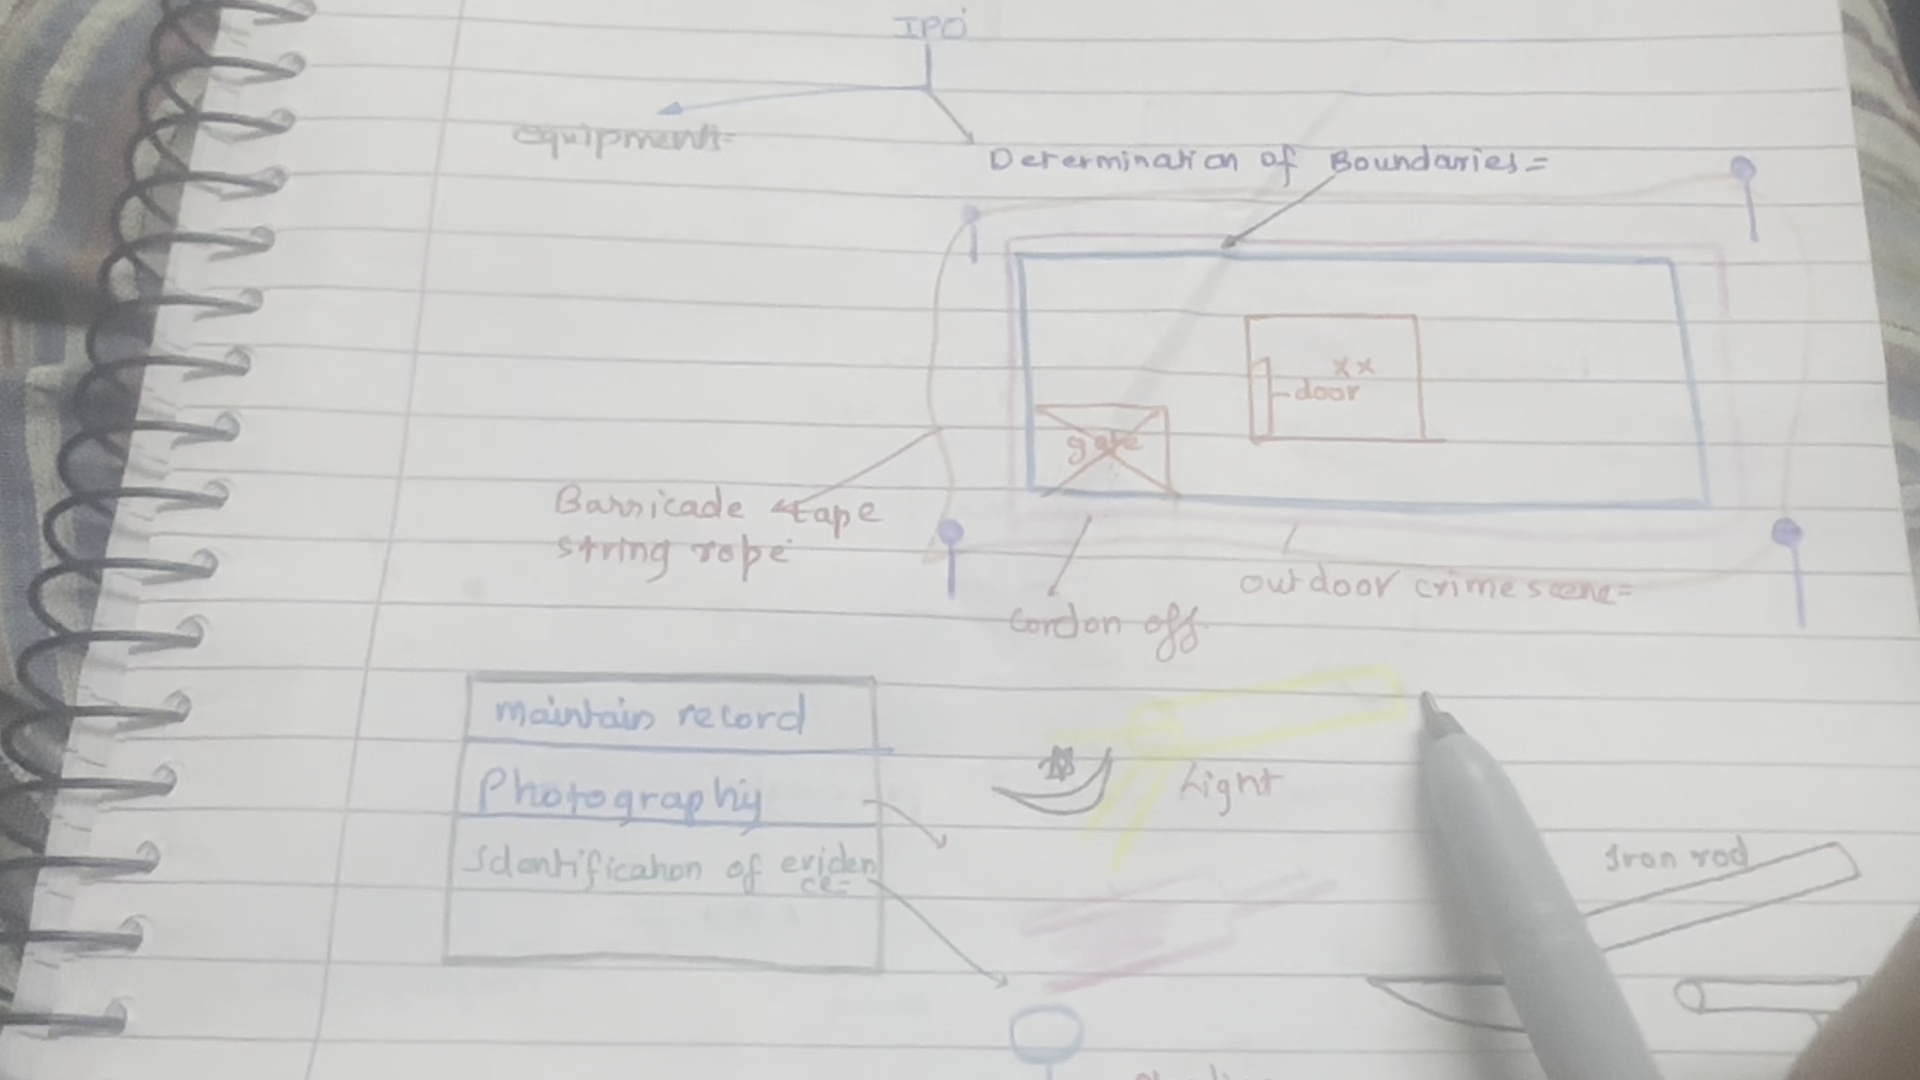 IPO
equipments=
Determination of Boundaries=
xx
door
gate
Barricade tape
string rope
outdoor crime scene=
Cordon off
maintain record
Photography
Light
Identification of eviden
ce=
Iron rod